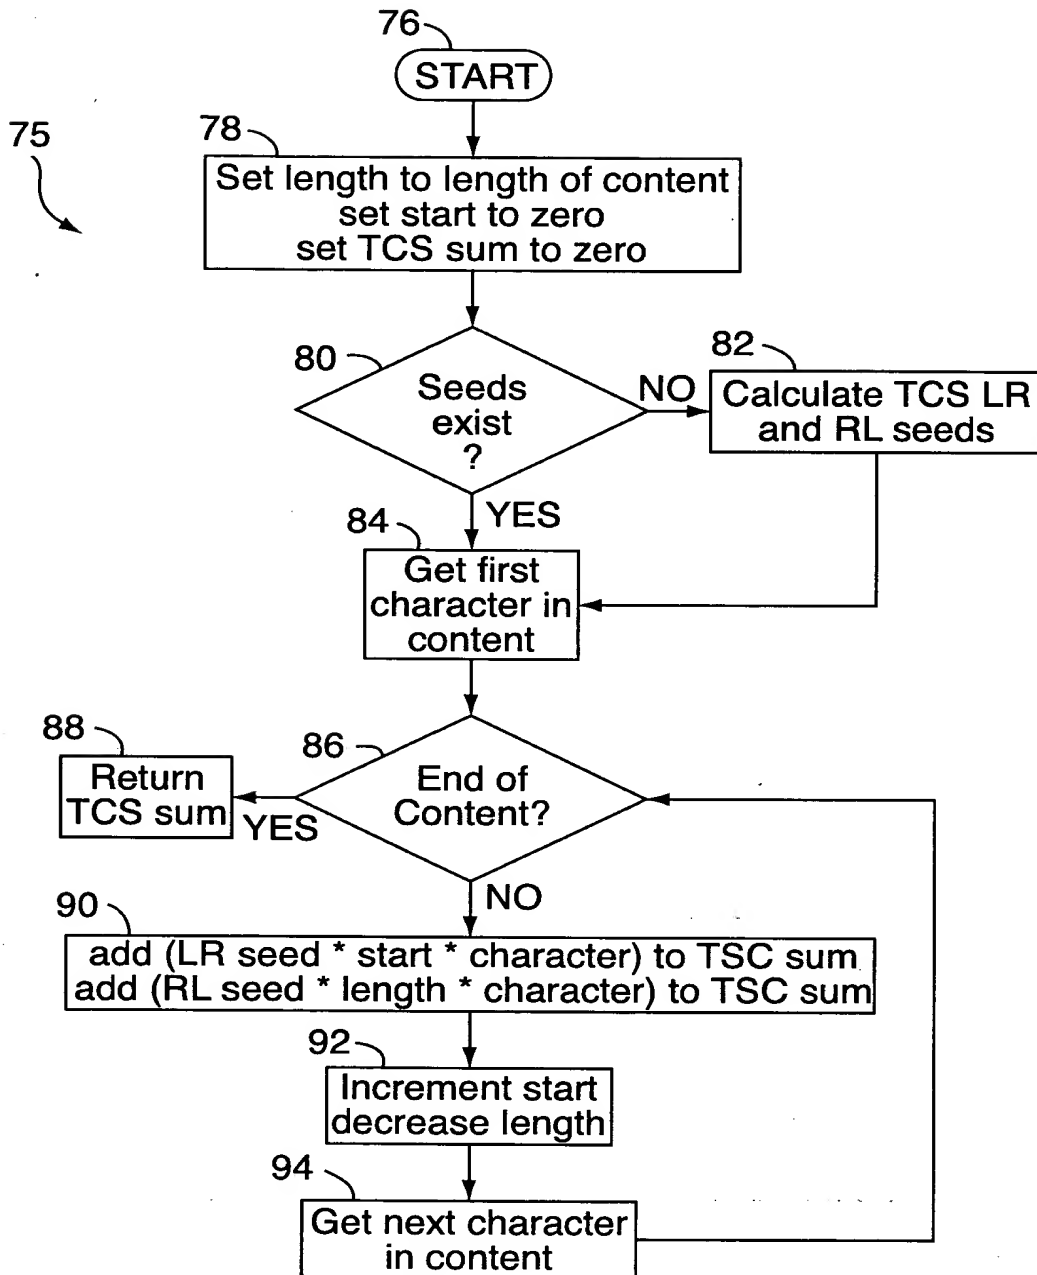 76
START
75
78
Set length to length of content
set start to zero
set TCS sum to zero
80
Seeds
exist
?
NO
82
Calculate TCS LR
and RL seeds
YES
84
Get first
character in
content
86
End of
Content?
88
Return
TCS sum
YES
NO
90
add (LR seed * start * character) to TSC sum
add (RL seed * length * character) to TSC sum
92
Increment start
decrease length
94
Get next character
in content